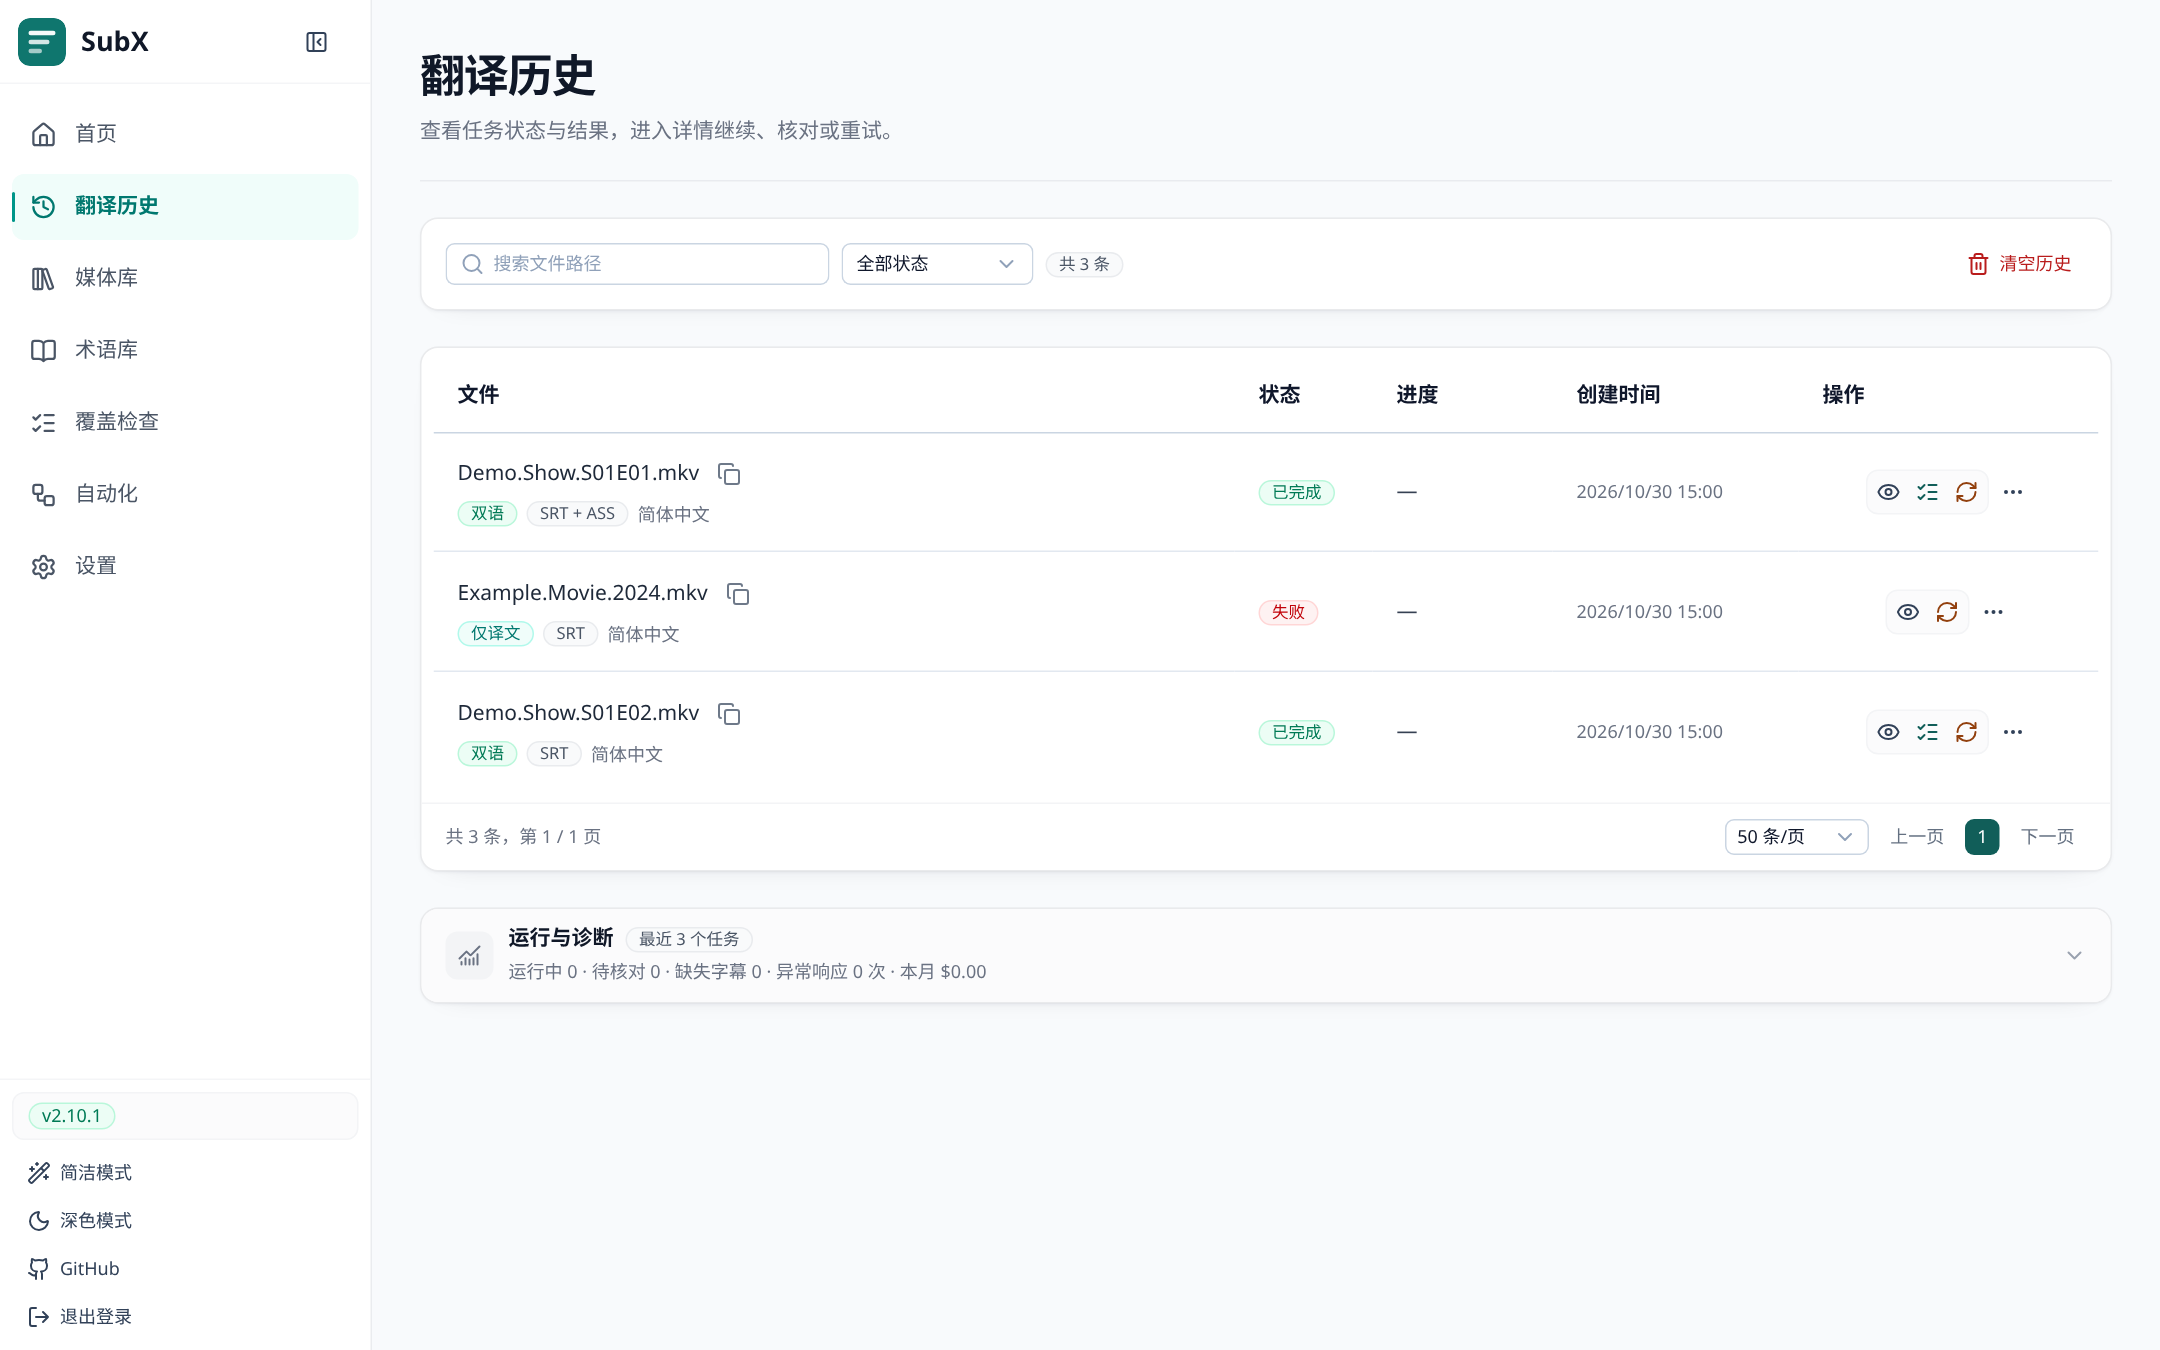 SubX
首页
翻译历史
媒体库
术语库
覆盖检查
自动化
设置
v2.10.1
简洁模式
深色模式
GitHub
退出登录
翻译历史
查看任务状态与结果，进入详情继续、核对或重试。
搜索文件路径 全部状态 共 3 条 清空历史
文件 状态 进度 创建时间 操作
Demo.Show.S01E01.mkv
双语 SRT + ASS 简体中文
已完成 — 2026/10/30 15:00
Example.Movie.2024.mkv
仅译文 SRT 简体中文
失败 — 2026/10/30 15:00
Demo.Show.S01E02.mkv
双语 SRT 简体中文
已完成 — 2026/10/30 15:00
共 3 条，第 1 / 1 页 50 条/页 上一页 1 下一页
运行与诊断 最近 3 个任务
运行中 0 · 待核对 0 · 缺失字幕 0 · 异常响应 0 次 · 本月 $0.00